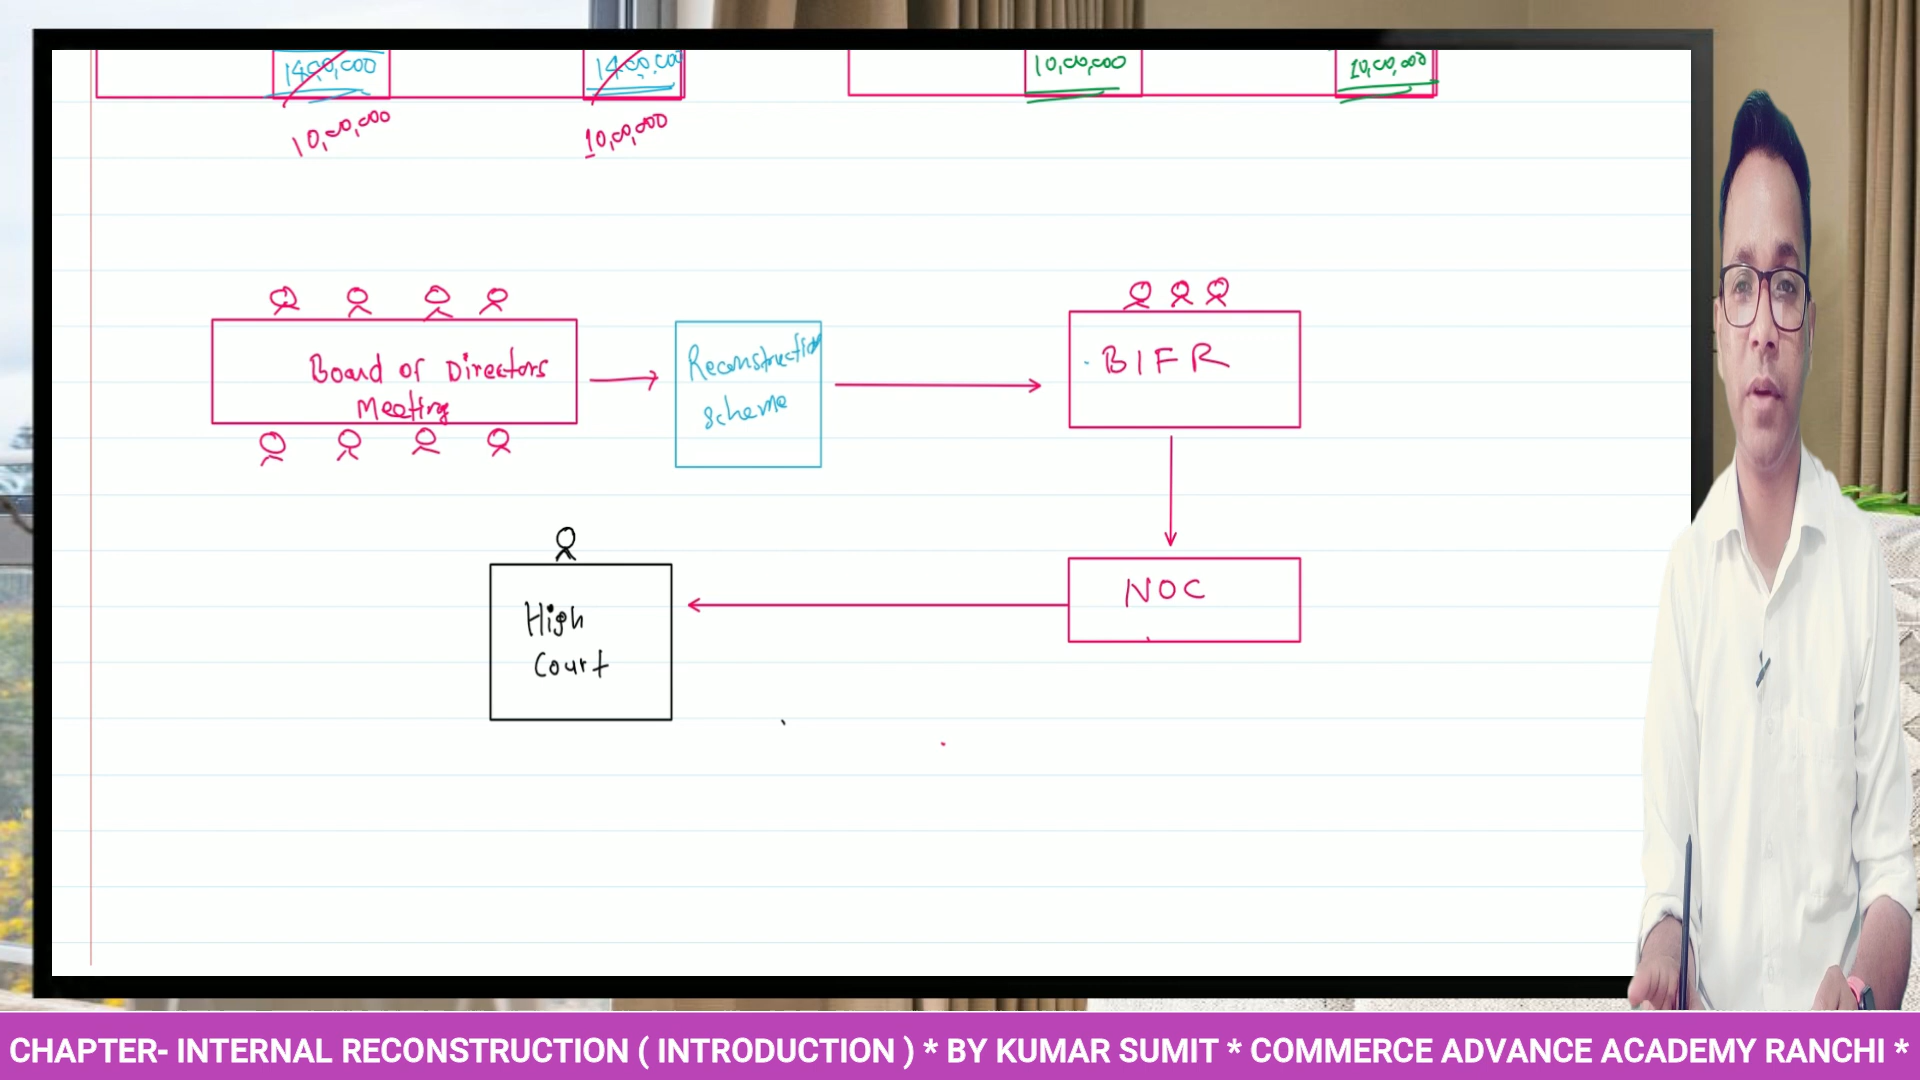 14,00,000
14,00,000
10,00,000
10,00,000
10,00,000
10,00,000
Board of Directors
Meeting
Reconstruction
scheme
BIFR
NOC
High
Court
CHAPTER- INTERNAL RECONSTRUCTION ( INTRODUCTION ) * BY KUMAR SUMIT * COMMERCE ADVANCE ACADEMY RANCHI *